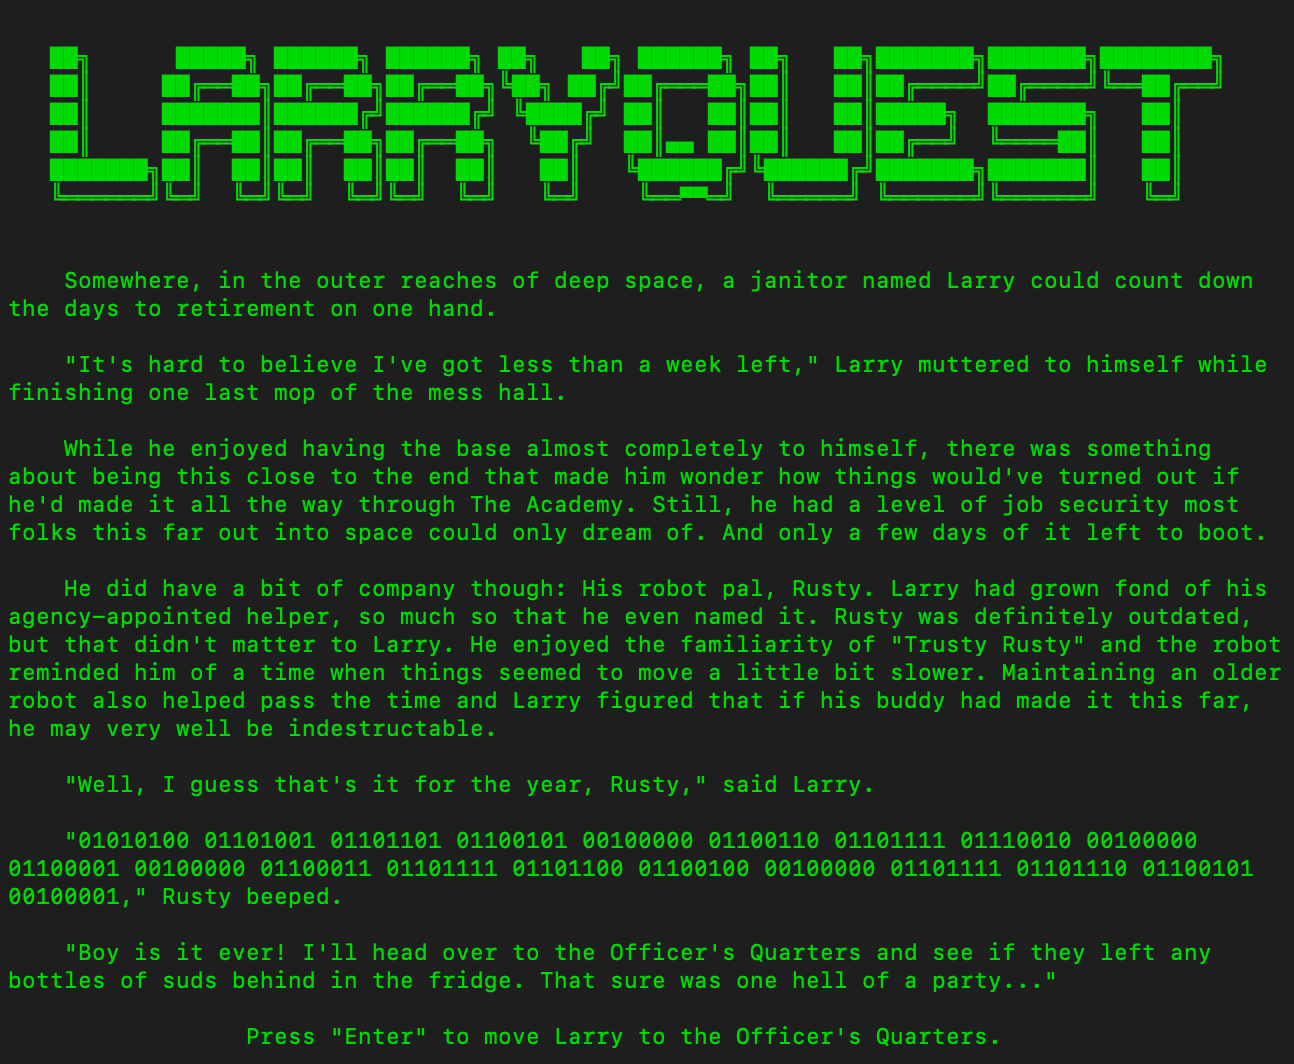 LARRYQUEST
Somewhere, in the outer reaches of deep space, a janitor named Larry could count down
the days to retirement on one hand.
"It's hard to believe I've got less than a week left," Larry muttered to himself while
finishing one last mop of the mess hall.
While he enjoyed having the base almost completely to himself, there was something
about being this close to the end that made him wonder how things would've turned out if
he'd made it all the way through The Academy. Still, he had a level of job security most
folks this far out into space could only dream of. And only a few days of it left to boot.
He did have a bit of company though: His robot pal, Rusty. Larry had grown fond of his
agency-appointed helper, so much so that he even named it. Rusty was definitely outdated,
but that didn't matter to Larry. He enjoyed the familiarity of "Trusty Rusty" and the robot
reminded him of a time when things seemed to move a little bit slower. Maintaining an older
robot also helped pass the time and Larry figured that if his buddy had made it this far,
he may very well be indestructable.
"Well, I guess that's it for the year, Rusty," said Larry.
"01010100 01101001 01101101 01100101 00100000 01100110 01101111 01110010 00100000
01100001 00100000 01100011 01101111 01101100 01100100 00100000 01101111 01101110 01100101
00100001," Rusty beeped.
"Boy is it ever! I'll head over to the Officer's Quarters and see if they left any
bottles of suds behind in the fridge. That sure was one hell of a party..."
Press "Enter" to move Larry to the Officer's Quarters.